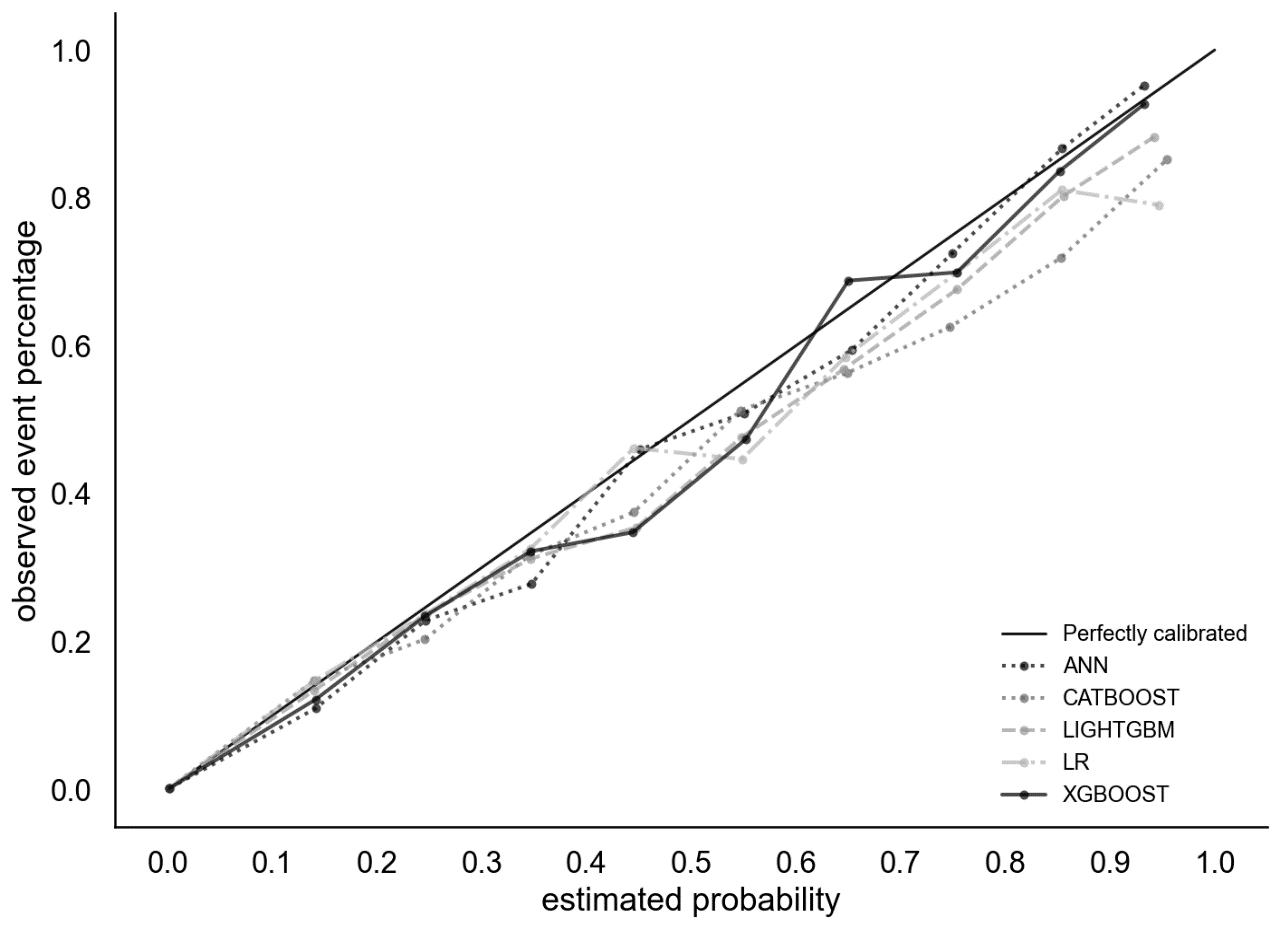 1.0
0.8
0.6
0.4
0.2
0.0
observed event percentage
Perfectly calibrated
ANN
CATBOOST
LIGHTGBM
LR
XGBOOST
0.0 0.1 0.2 0.3 0.4 0.5 0.6 0.7 0.8 0.9 1.0
estimated probability